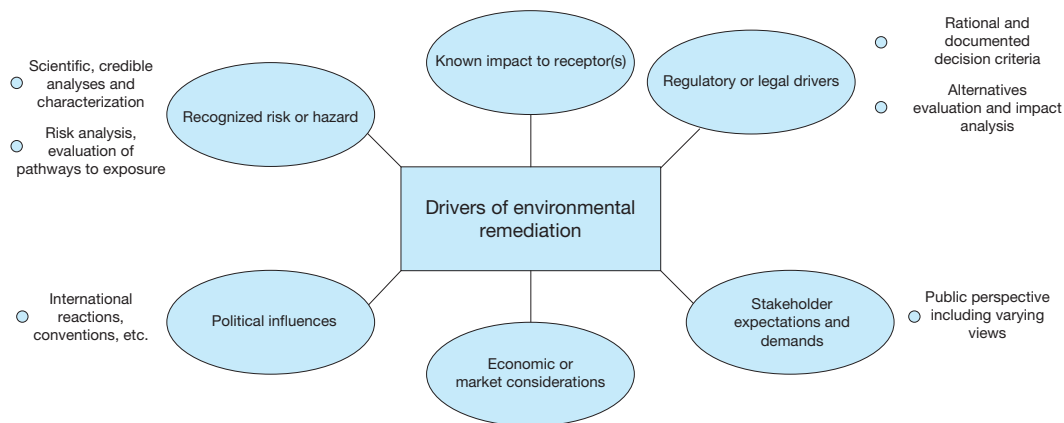 Scientific, credible
analyses and
characterization
Risk analysis,
evaluation of
pathways to exposure
Recognized risk or hazard
Known impact to receptor(s)
Regulatory or legal drivers
Rational and
documented
decision criteria
Alternatives
evaluation and impact
analysis
Drivers of environmental
remediation
International
reactions,
conventions, etc.
Political influences
Economic or
market considerations
Stakeholder
expectations and
demands
Public perspective
including varying
views